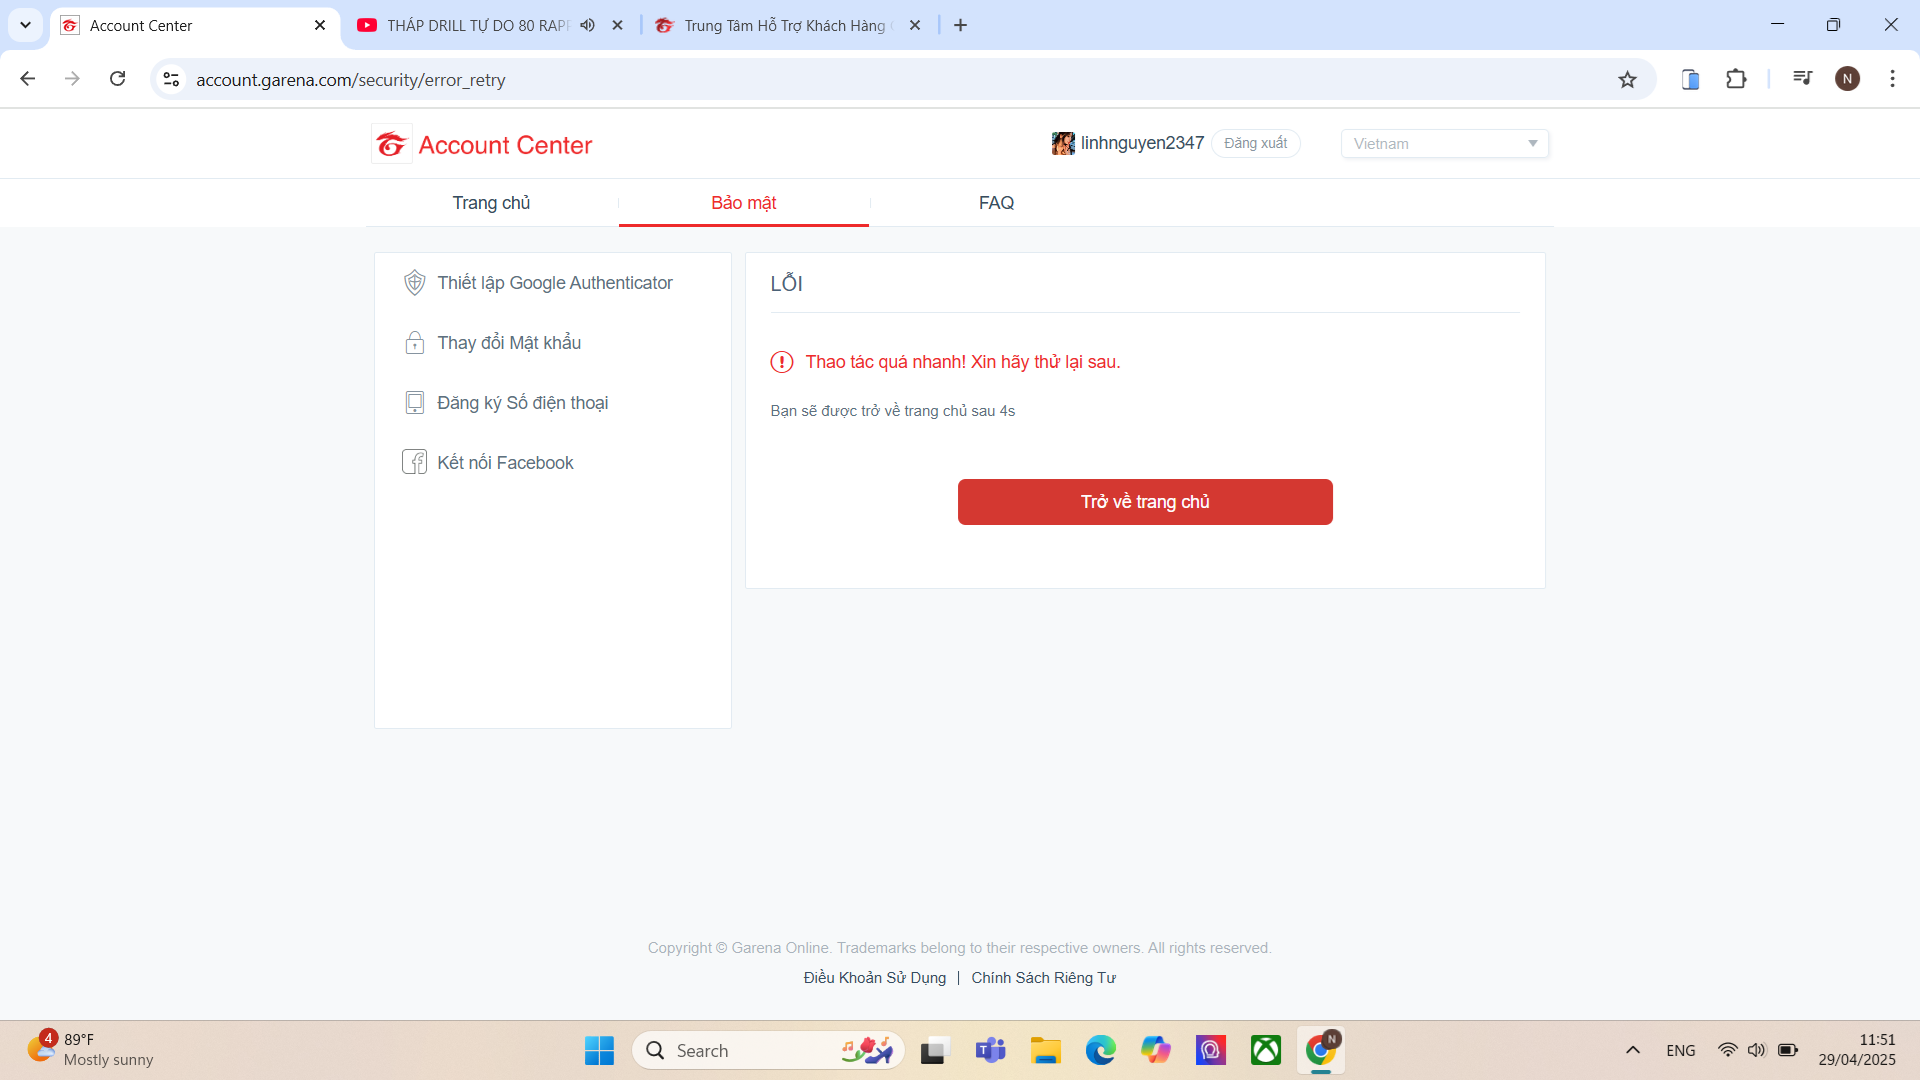 Account Center
THÁP DRILL TỰ DO 80 RAP
Trung Tâm Hỗ Trợ Khách Hàng
account.garena.com/security/error_retry
N
Account Center
linhnguyen2347
Đăng xuất
Vietnam
Trang chủ
Bảo mật
FAQ
Thiết lập Google Authenticator
Thay đổi Mật khẩu
Đăng ký Số điện thoại
Kết nối Facebook
LỖI
Thao tác quá nhanh! Xin hãy thử lại sau.
Bạn sẽ được trở về trang chủ sau 4s
Trở về trang chủ
Copyright © Garena Online. Trademarks belong to their respective owners. All rights reserved.
Điều Khoản Sử Dụng | Chính Sách Riêng Tư
4
89°F
Mostly sunny
Search
N
ENG
11:51
29/04/2025